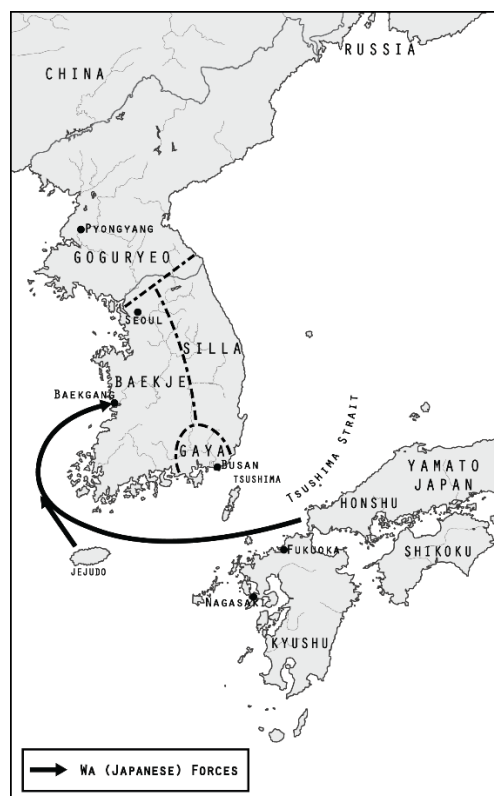 RUSSIA
CHINA
PYONGYANG
GOGURYEO
SEOUL
SILLA
BAEKJE
BAEKGANG
GAYA
BUSAN
TSUSHIMA
TSUSHIMA STRAIT
YAMATO
JAPAN
HONSHU
FUKUOKA
SHIKOKU
JEJUDO
NAGASAKI
KYUSHU
WA (JAPANESE) FORCES